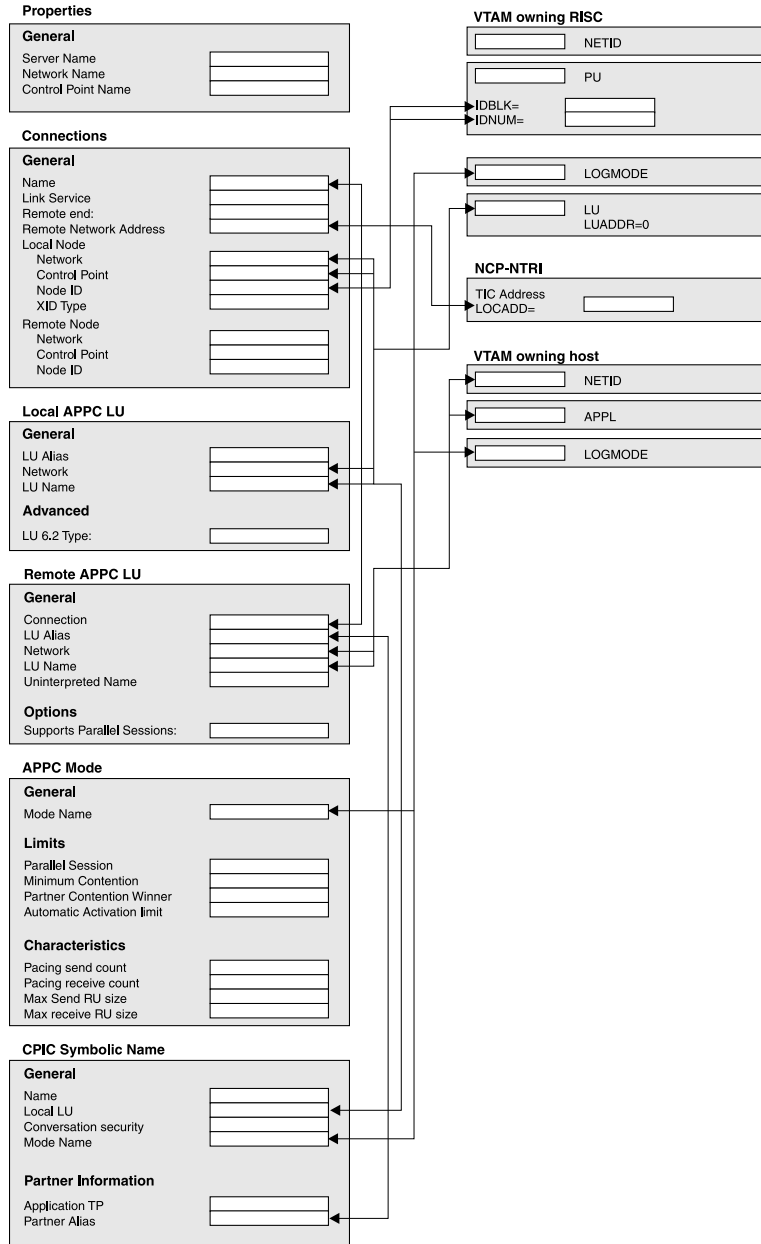 Properties
General
Server Name
Network Name
Control Point Name
Connections
General
Name
Link Service
Remote end:
Remote Network Address
Local Node
Network
Control Point
Node ID
XID Type
Remote Node
Network
Control Point
Node ID
Local APPC LU
General
LU Alias
Network
LU Name
Advanced
LU 6.2 Type:
Remote APPC LU
General
Connection
LU Alias
Network
LU Name
Uninterpreted Name
Options
Supports Parallel Sessions:
APPC Mode
General
Mode Name
Limits
Parallel Session
Minimum Contention
Partner Contention Winner
Automatic Activation limit
Characteristics
Pacing send count
Pacing receive count
Max Send RU size
Max receive RU size
CPIC Symbolic Name
General
Name
Local LU
Conversation security
Mode Name
Partner Information
Application TP
Partner Alias
VTAM owning RISC
NETID
PU
IDBLK=
IDNUM=
LOGMODE
LU
LUADDR=0
NCP-NTRI
TIC Address
LOCADD=
VTAM owning host
NETID
APPL
LOGMODE